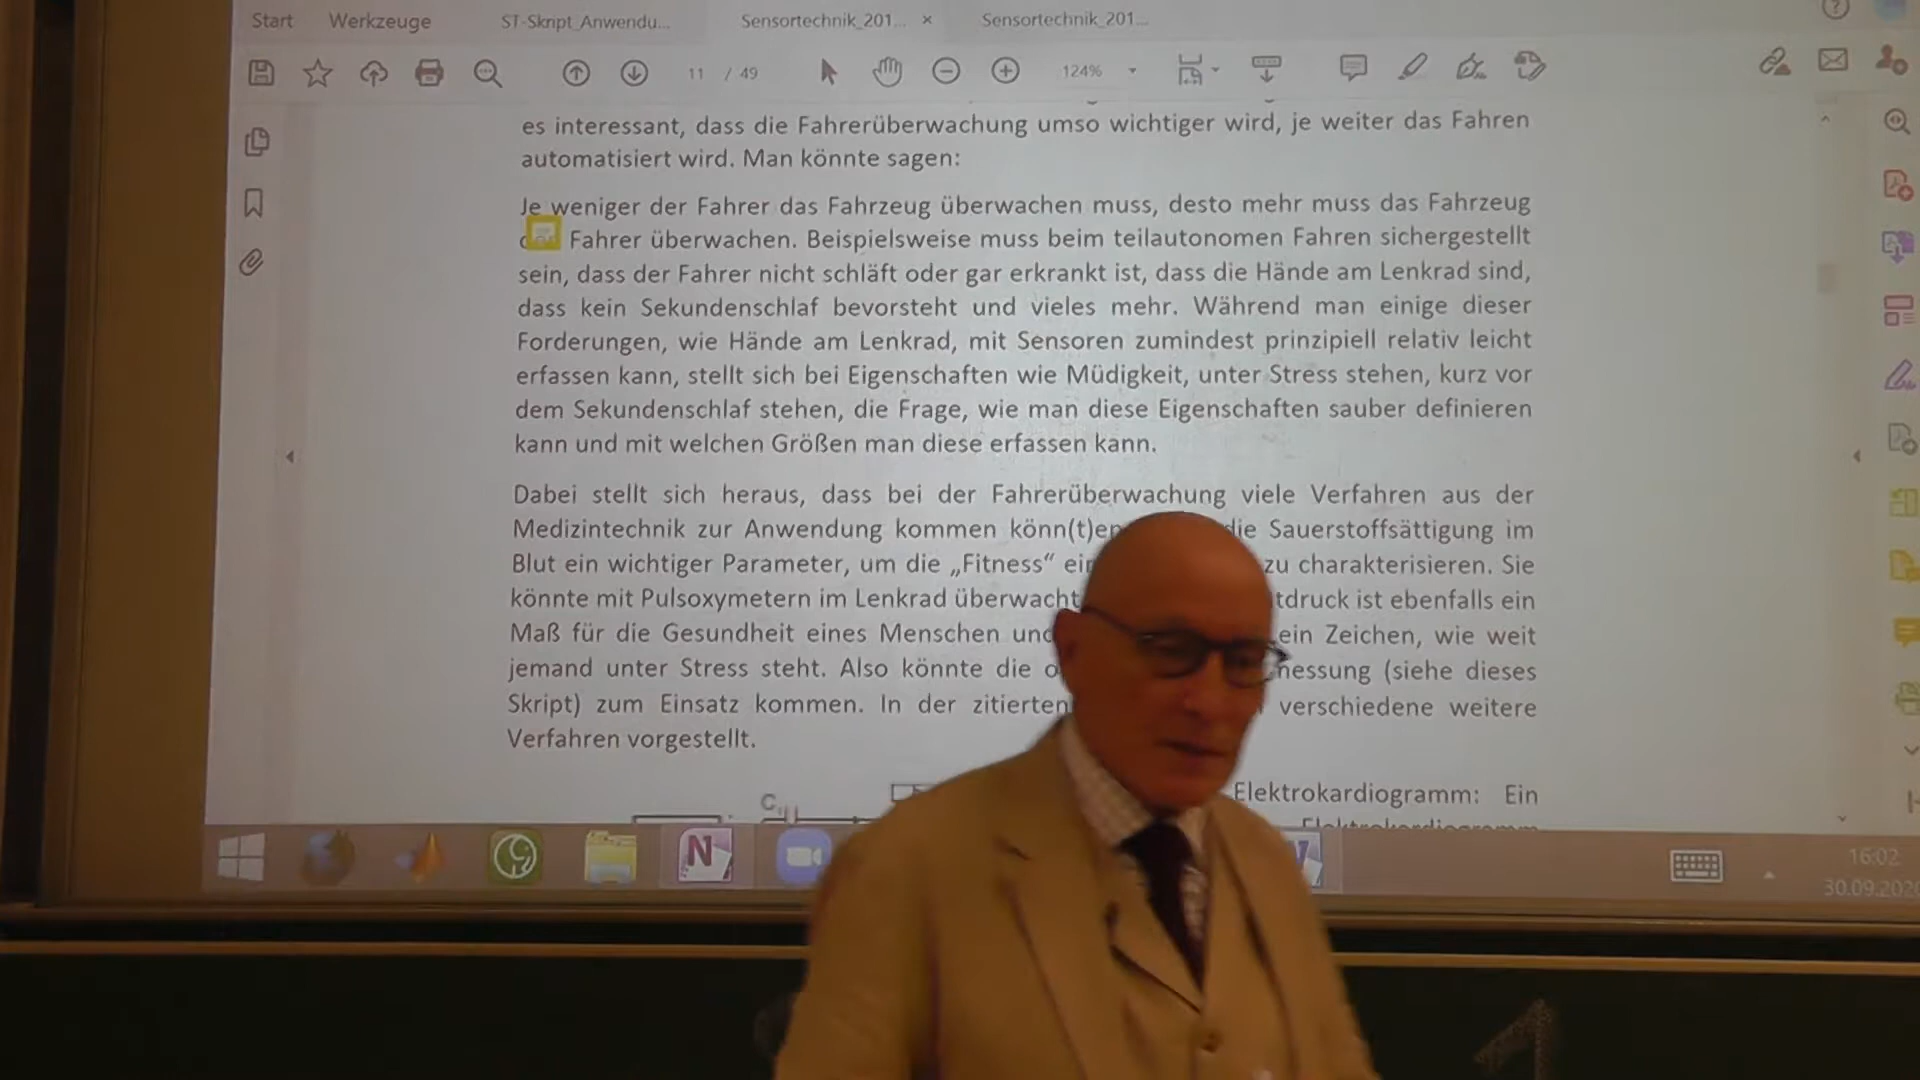 Start Werkzeuge ST-Skript_Anwendu... Sensortechnik_201... × Sensortechnik_201...
11 / 49 124%
es interessant, dass die Fahrerüberwachung umso wichtiger wird, je weiter das Fahren
automatisiert wird. Man könnte sagen:
Je weniger der Fahrer das Fahrzeug überwachen muss, desto mehr muss das Fahrzeug
Fahrer überwachen. Beispielsweise muss beim teilautonomen Fahren sichergestellt
sein, dass der Fahrer nicht schläft oder gar erkrankt ist, dass die Hände am Lenkrad sind,
dass kein Sekundenschlaf bevorsteht und vieles mehr. Während man einige dieser
Forderungen, wie Hände am Lenkrad, mit Sensoren zumindest prinzipiell relativ leicht
erfassen kann, stellt sich bei Eigenschaften wie Müdigkeit, unter Stress stehen, kurz vor
dem Sekundenschlaf stehen, die Frage, wie man diese Eigenschaften sauber definieren
kann und mit welchen Größen man diese erfassen kann.
Dabei stellt sich heraus, dass bei der Fahrerüberwachung viele Verfahren aus der
Medizintechnik zur Anwendung kommen könn(t)en die Sauerstoffsättigung im
Blut ein wichtiger Parameter, um die „Fitness“ zu charakterisieren. Sie
könnte mit Pulsoxymetern im Lenkrad überwacht tdruck ist ebenfalls ein
Maß für die Gesundheit eines Menschen und ein Zeichen, wie weit
jemand unter Stress steht. Also könnte die messung (siehe dieses
Skript) zum Einsatz kommen. In der zitierten verschiedene weitere
Verfahren vorgestellt.
Elektrokardiogramm: Ein
16:02
30.09.202